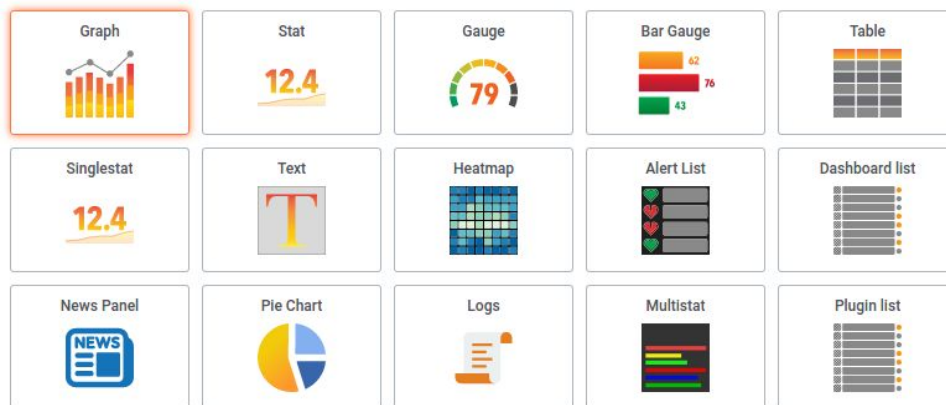 Graph
Stat
Gauge
Bar Gauge
Table
12.4
79
62
76
43
Singlestat
Text
Heatmap
Alert List
Dashboard list
12.4
T
News Panel
Pie Chart
Logs
Multistat
Plugin list
NEWS